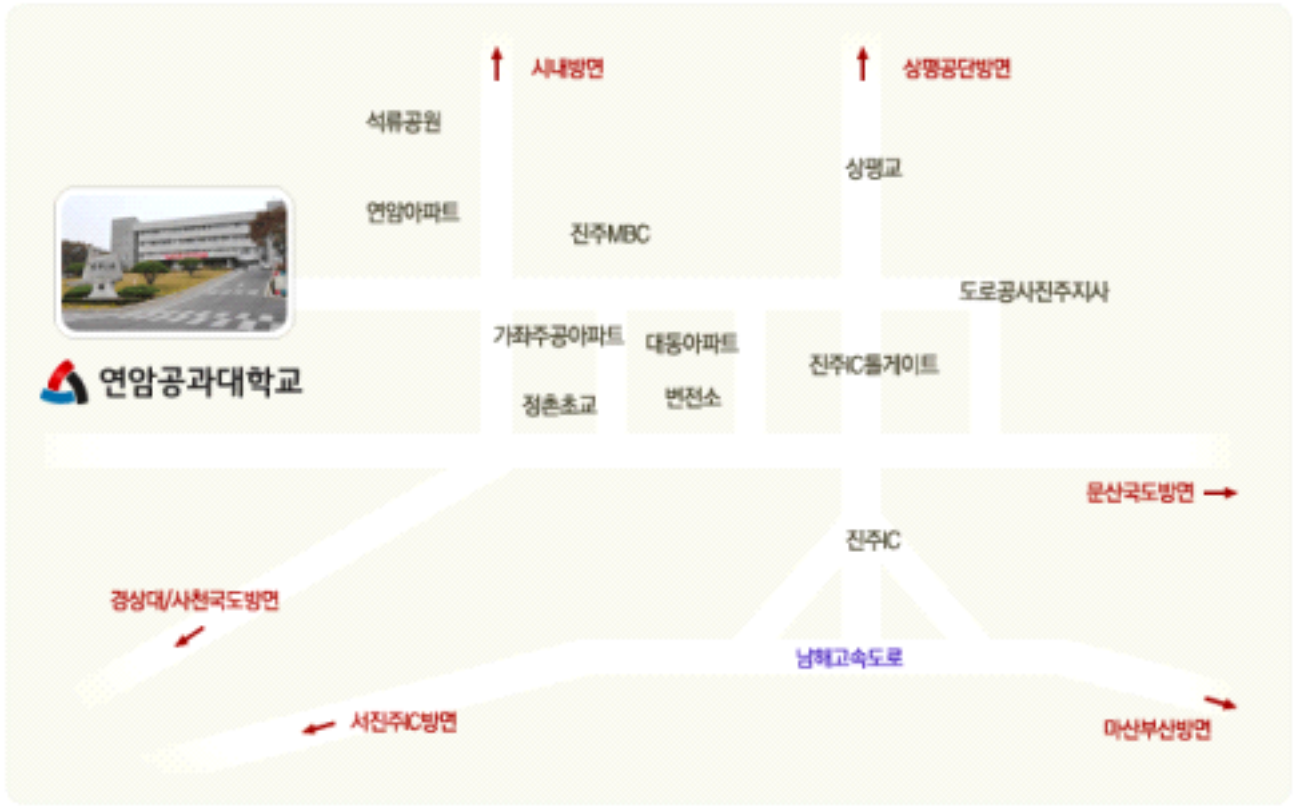 시내방면
상평공단방면
석류공원
상평교
연암아파트
진주MBC
도로공사진주지사
가좌주공아파트
대동아파트
진주IC톨게이트
연암공과대학교
정촌초교
변전소
문산국도방면
진주IC
경상대/사천국도방면
남해고속도로
서진주IC방면
마산부산방면